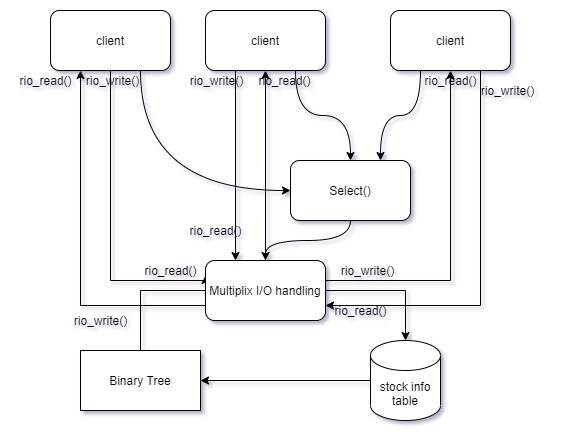 client
client
client
rio_read()
rio_write()
rio_write()
rio_read()
rio_read()
rio_write()
Select()
rio_read()
rio_read()
rio_write()
Multiplix I/O handling
rio_read()
rio_write()
Binary Tree
stock info
table